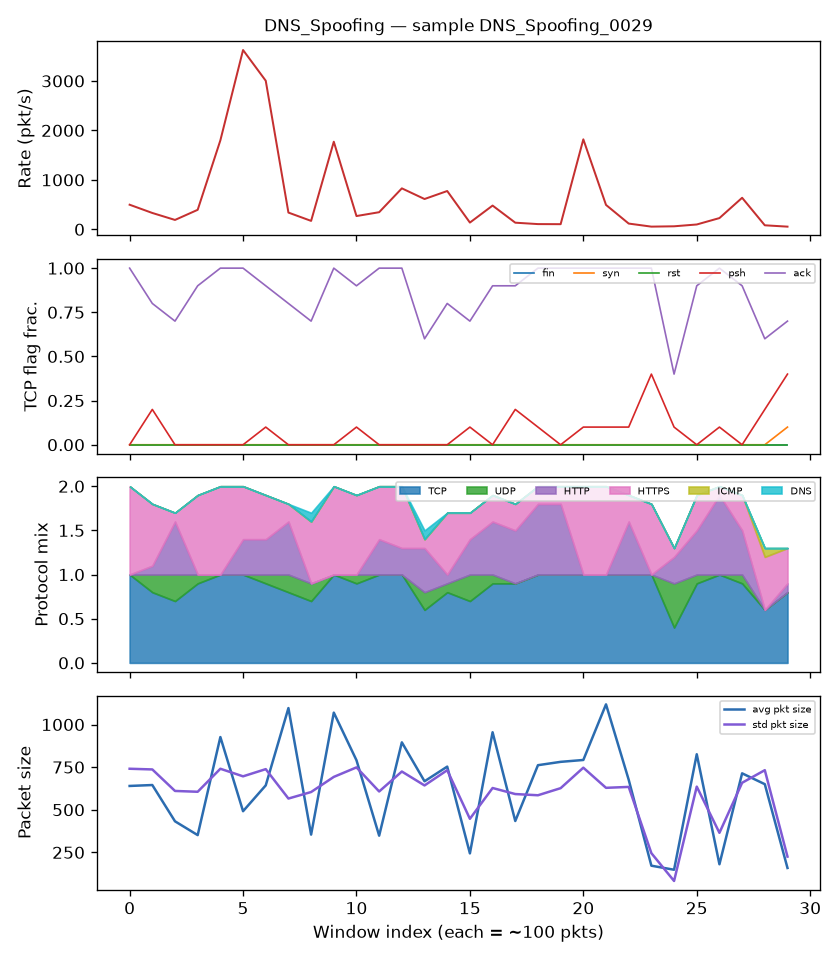 DNS_Spoofing — sample DNS_Spoofing_0029
Rate (pkt/s)
3000
2000
1000
0
TCP flag frac.
1.00
0.75
0.50
0.25
0.00
fin syn rst psh ack
Protocol mix
2.0
1.5
1.0
0.5
0.0
TCP UDP HTTP HTTPS ICMP DNS
Packet size
1000
750
500
250
avg pkt size
std pkt size
0 5 10 15 20 25 30
Window index (each = ~100 pkts)